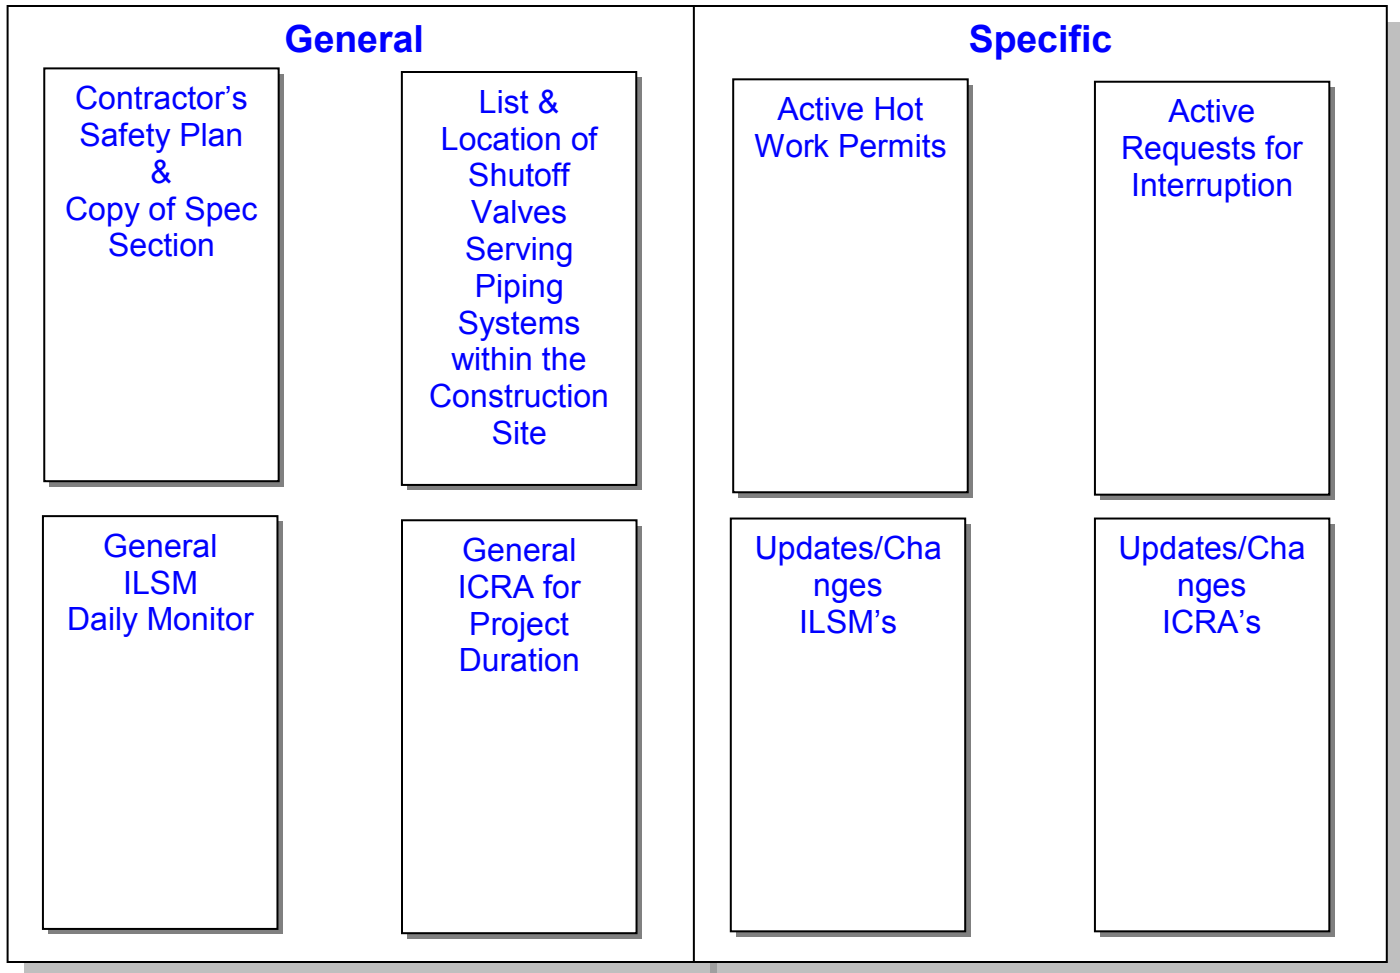 General
Contractor’s
Safety Plan
&
Copy of Spec
Section
List &
Location of
Shutoff
Valves
Serving
Piping
Systems
within the
Construction
Site
General
ILSM
Daily Monitor
General
ICRA for
Project
Duration
Specific
Active Hot
Work Permits
Active
Requests for
Interruption
Updates/Cha
nges
ILSM’s
Updates/Cha
nges
ICRA’s